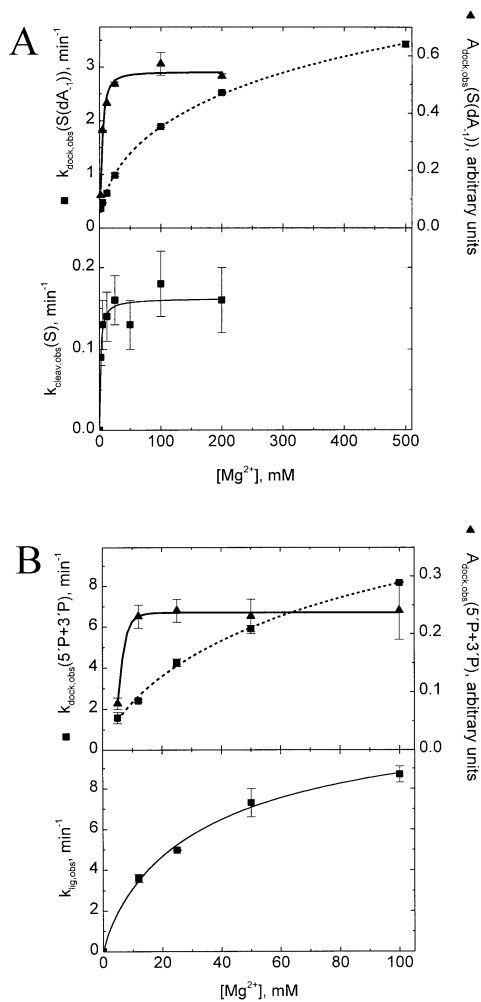 A
■ k_dock,obs(S(dA_-1)), min⁻¹
3
2
1
0
0.6
0.4
0.2
0.0
▲ A_dock,obs(S(dA_-1)), arbitrary units
k_cleav,obs(S), min⁻¹
0.2
0.1
0.0
0 100 200 300 400 500
[Mg²⁺], mM
B
■ k_dock,obs(5´P+3´P), min⁻¹
8
6
4
2
0
0.3
0.2
0.1
0.0
▲ A_dock,obs(5´P+3´P), arbitrary units
k_lig,obs, min⁻¹
8
6
4
2
0
0 20 40 60 80 100
[Mg²⁺], mM